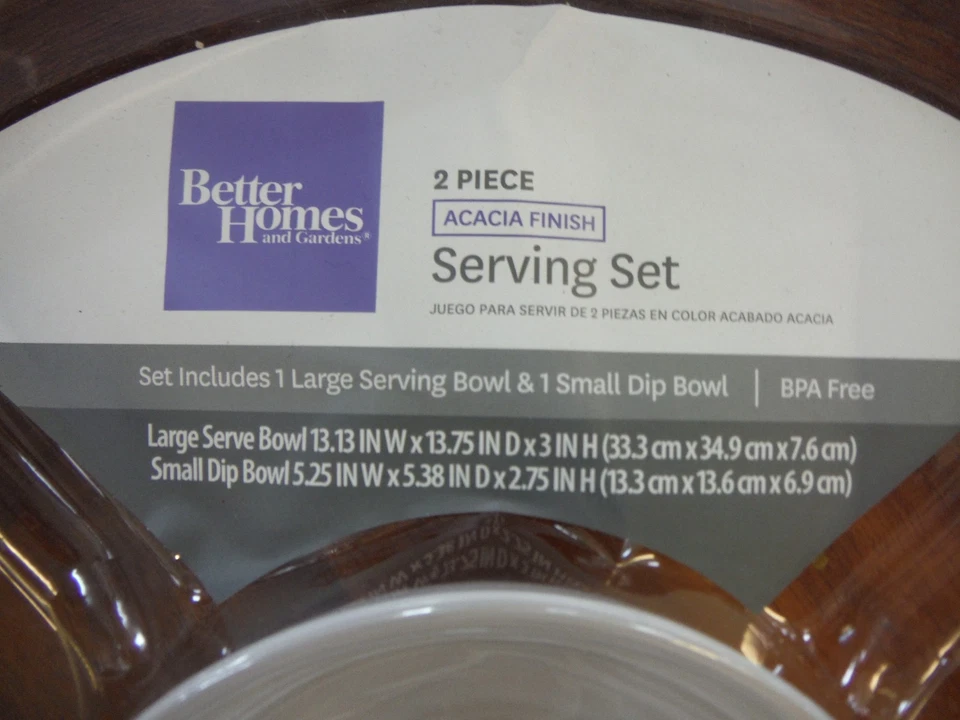 Better
Homes
and Gardens®
2 PIECE
ACACIA FINISH
Serving Set
JUEGO PARA SERVIR DE 2 PIEZAS EN COLOR ACABADO ACACIA
Set Includes 1 Large Serving Bowl & 1 Small Dip Bowl | BPA Free
Large Serve Bowl 13.13 IN W x 13.75 IN D x 3 IN H (33.3 cm x 34.9 cm x 7.6 cm)
Small Dip Bowl 5.25 IN W x 5.38 IN D x 2.75 IN H (13.3 cm x 13.6 cm x 6.9 cm)